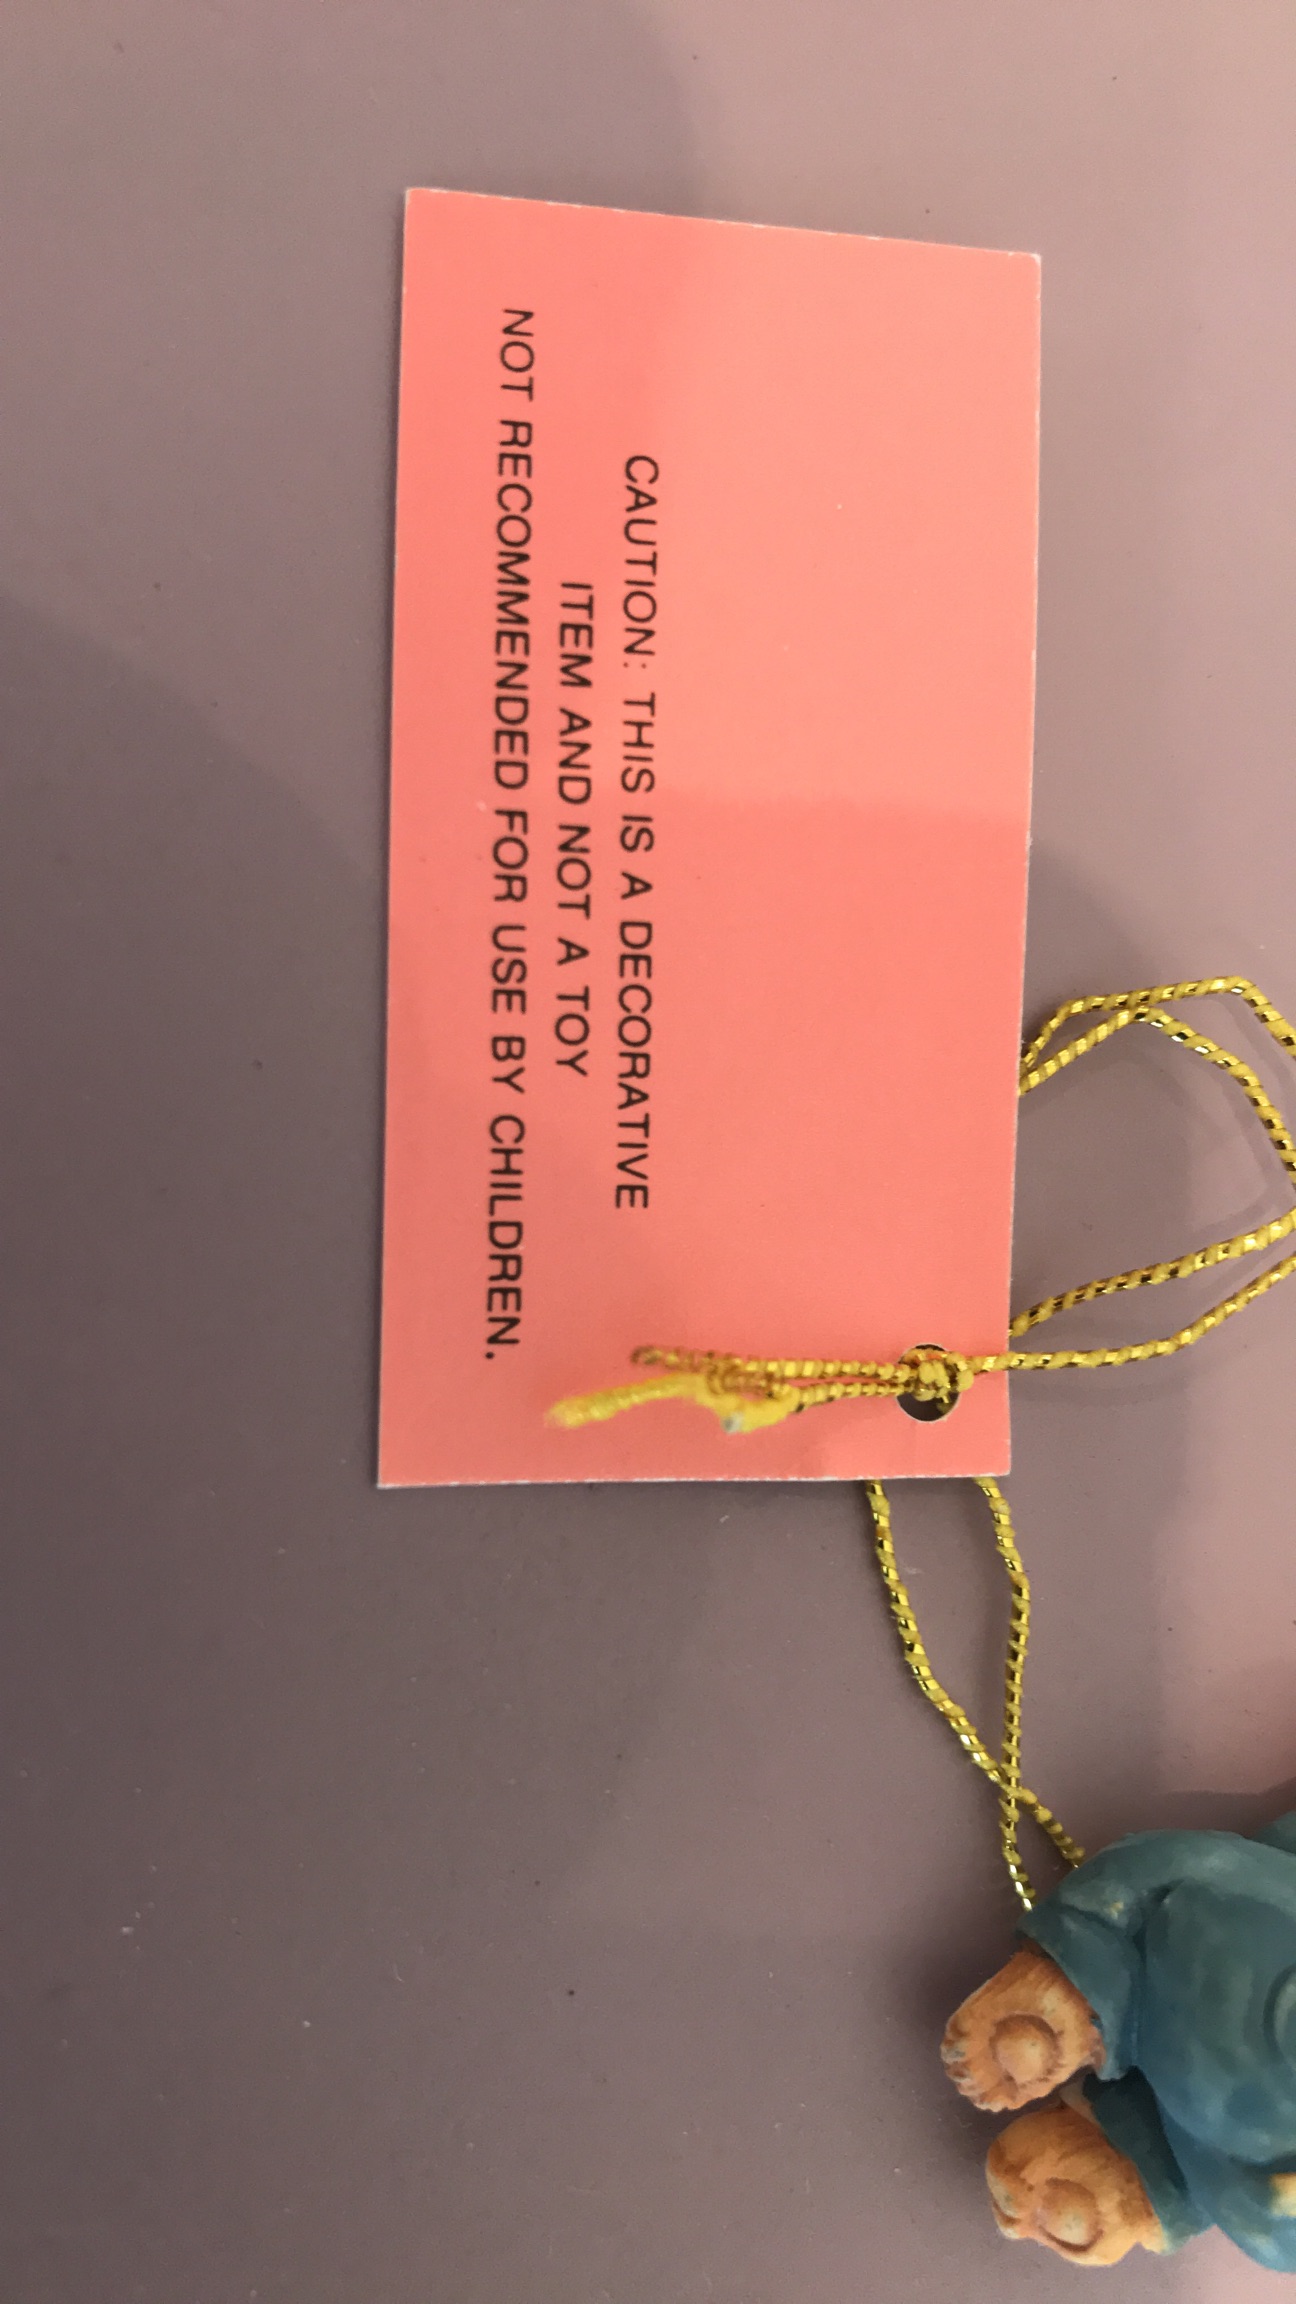 CAUTION: THIS IS A DECORATIVE
ITEM AND NOT A TOY
NOT RECOMMENDED FOR USE BY CHILDREN.